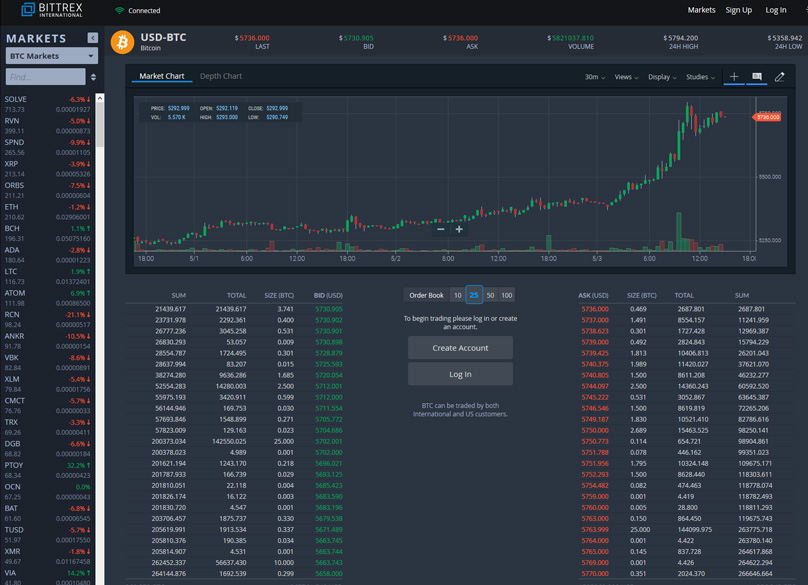 BITTREX
INTERNATIONAL
Connected
Markets Sign Up Log In
MARKETS
BTC Markets
Find...
USD-BTC
Bitcoin
$ 5736.000 LAST
$ 5730.905 BID
$ 5736.000 ASK
$ 5821037.810 VOLUME
$ 5794.200 24H HIGH
$ 5358.942 24H LOW
SOLVE -6.3%
713.73 0.00001927
RVN -5.0%
399.11 0.00000873
SPND -9.9%
265.56 0.00001105
XRP -3.9%
213.14 0.00005326
ORBS -7.5%
211.21 0.00000604
ETH -1.2%
210.62 0.02906001
BCH 1.1%
196.31 0.05075160
ADA -2.8%
180.64 0.00001223
LTC 1.9%
116.73 0.01372401
ATOM 6.9%
111.98 0.00086500
RCN -21.1%
98.24 0.00000517
ANKR -10.5%
91.78 0.00000154
VBK -8.6%
82.84 0.00000891
XLM -5.4%
79.84 0.00001756
CMCT -5.7%
76.76 0.00000033
TRX -3.3%
69.26 0.00000411
DGB -6.6%
68.82 0.00000184
PTOY 32.2%
68.34 0.00000423
OCN 0.0%
67.25 0.00000043
BAT -6.8%
61.60 0.00006545
TUSD -5.7%
51.97 0.00017550
XMR -1.8%
49.67 0.01167458
VIA 14.2%
41.80 0.00010480
Market Chart Depth Chart
30m Views Display Studies
PRICE: 5292.999 OPEN: 5292.119 CLOSE: 5292.999
VOL: 5.570 K HIGH: 5293.000 LOW: 5290.749
5736.000
5500.000
5250.000
18:00 5/1 6:00 12:00 18:00 5/2 6:00 12:00 18:00 5/3 6:00 12:00 18:0
SUM TOTAL SIZE (BTC) BID (USD)
21439.617 21439.617 3.741 5730.905
23731.978 2292.361 0.400 5730.902
26777.236 3045.258 0.531 5730.901
26830.293 53.057 0.009 5730.898
28554.787 1724.495 0.301 5728.879
28637.994 83.207 0.015 5725.593
38274.280 9636.286 1.685 5720.054
52554.283 14280.003 2.500 5712.001
55975.193 3420.911 0.599 5712.000
56144.946 169.753 0.030 5711.554
57693.846 1548.899 0.271 5705.772
57823.009 129.163 0.023 5704.686
200373.034 142550.025 25.000 5702.001
200378.023 4.989 0.001 5702.000
201621.194 1243.170 0.218 5696.021
201787.933 166.739 0.029 5693.125
201810.051 22.118 0.004 5685.423
201826.174 16.122 0.003 5683.590
201830.720 4.547 0.001 5683.196
203706.457 1875.737 0.330 5679.538
205619.991 1913.534 0.337 5671.489
205810.376 190.385 0.034 5663.745
205814.907 4.531 0.001 5663.744
262452.337 56637.430 10.000 5663.743
264144.876 1692.539 0.299 5658.000
Order Book 10 25 50 100
To begin trading please log in or create
an account.
Create Account
Log In
BTC can be traded by both
International and US customers.
ASK (USD) SIZE (BTC) TOTAL SUM
5736.000 0.469 2687.801 2687.801
5737.000 1.491 8554.157 11241.959
5738.623 0.301 1727.428 12969.387
5739.000 0.492 2824.843 15794.229
5739.425 1.813 10406.813 26201.043
5740.375 1.989 11420.027 37621.070
5740.805 1.500 8611.208 46232.277
5744.097 2.500 14360.243 60592.520
5745.222 0.531 3052.867 63645.387
5746.546 1.500 8619.819 72265.206
5749.187 1.830 10521.410 82786.616
5750.000 2.689 15463.525 98250.141
5750.773 0.114 654.721 98904.861
5751.788 0.078 446.162 99351.023
5751.956 1.795 10324.148 109675.171
5752.293 1.500 8628.440 118303.611
5754.482 0.082 474.463 118778.074
5759.000 0.001 4.419 118782.493
5760.000 0.005 28.800 118811.293
5763.000 0.150 864.450 119675.743
5763.999 25.000 144099.975 263775.718
5764.000 0.001 4.422 263780.140
5765.000 0.145 837.728 264617.868
5769.000 0.001 4.426 264622.294
5770.000 0.351 2024.370 266646.664